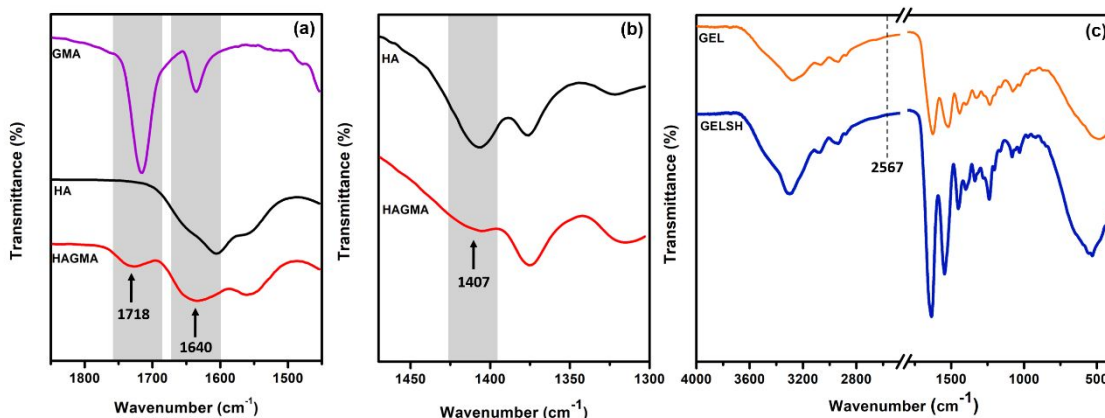 (a)
GMA
HA
HAGMA
1718
1640
Transmittance (%)
1800 1700 1600 1500
Wavenumber (cm-1)
(b)
HA
HAGMA
1407
Transmittance (%)
1450 1400 1350 1300
Wavenumber (cm-1)
(c)
GEL
GELSH
2567
Transmittance (%)
4000 3200 2800 1500 1000 500
Wavenumber (cm-1)